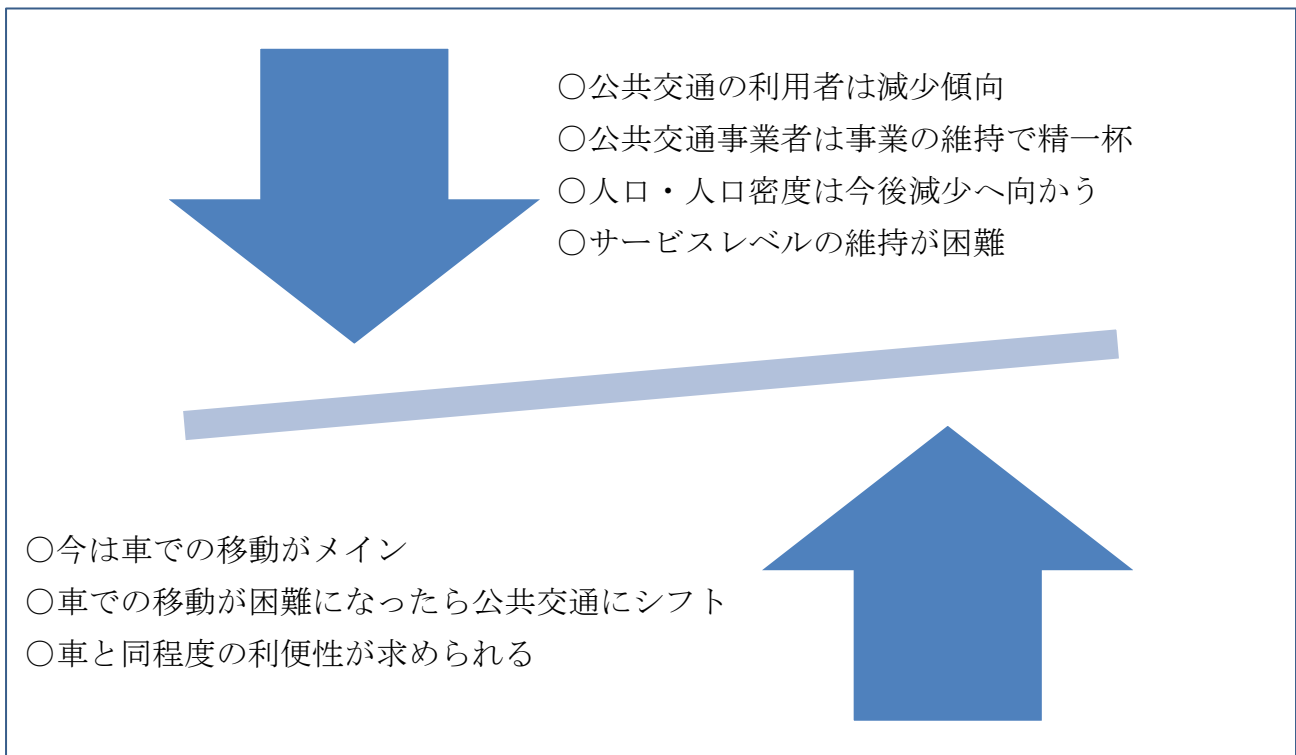 ○公共交通の利用者は減少傾向
○公共交通事業者は事業の維持で精一杯
○人口・人口密度は今後減少へ向かう
○サービスレベルの維持が困難
○今は車での移動がメイン
○車での移動が困難になったら公共交通にシフト
○車と同程度の利便性が求められる